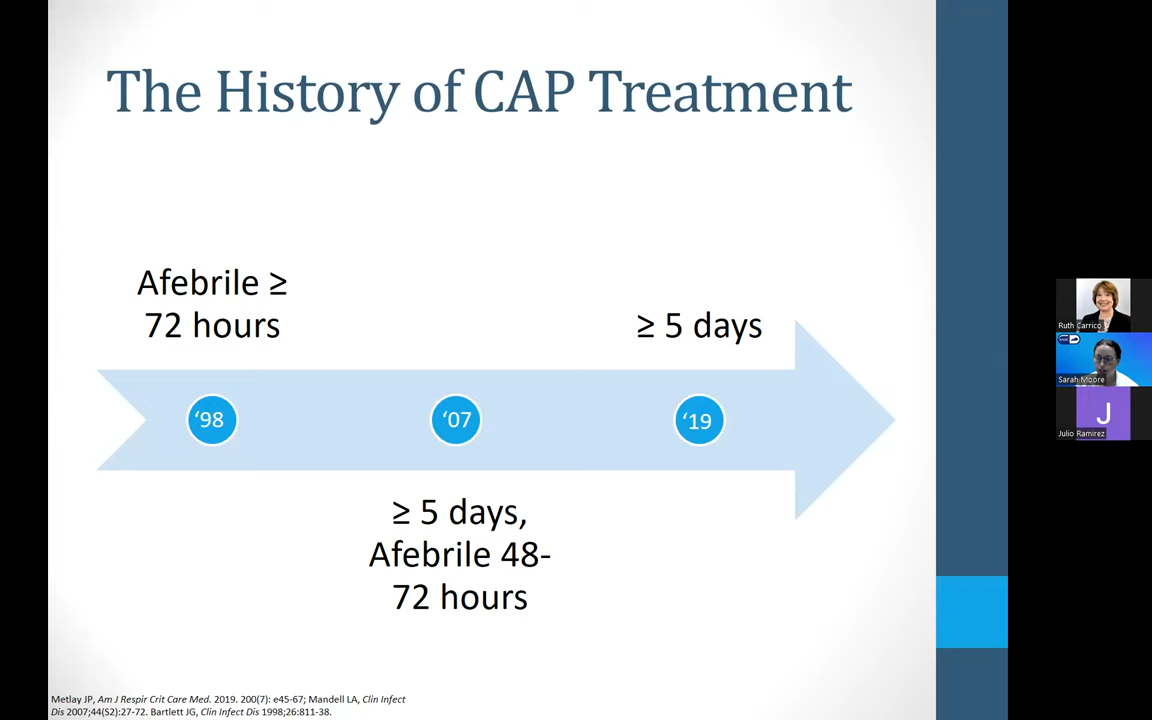 The History of CAP Treatment
Afebrile ≥
72 hours
≥ 5 days
‘98
‘07
‘19
≥ 5 days,
Afebrile 48-
72 hours
Metlay JP, Am J Respir Crit Care Med. 2019. 200(7): e45-67; Mandell LA, Clin Infect
Dis 2007;44(S2):27-72. Bartlett JG, Clin Infect Dis 1998;26:811-38.
Ruth Carrico
Sarah Moore
J
Julio Ramirez